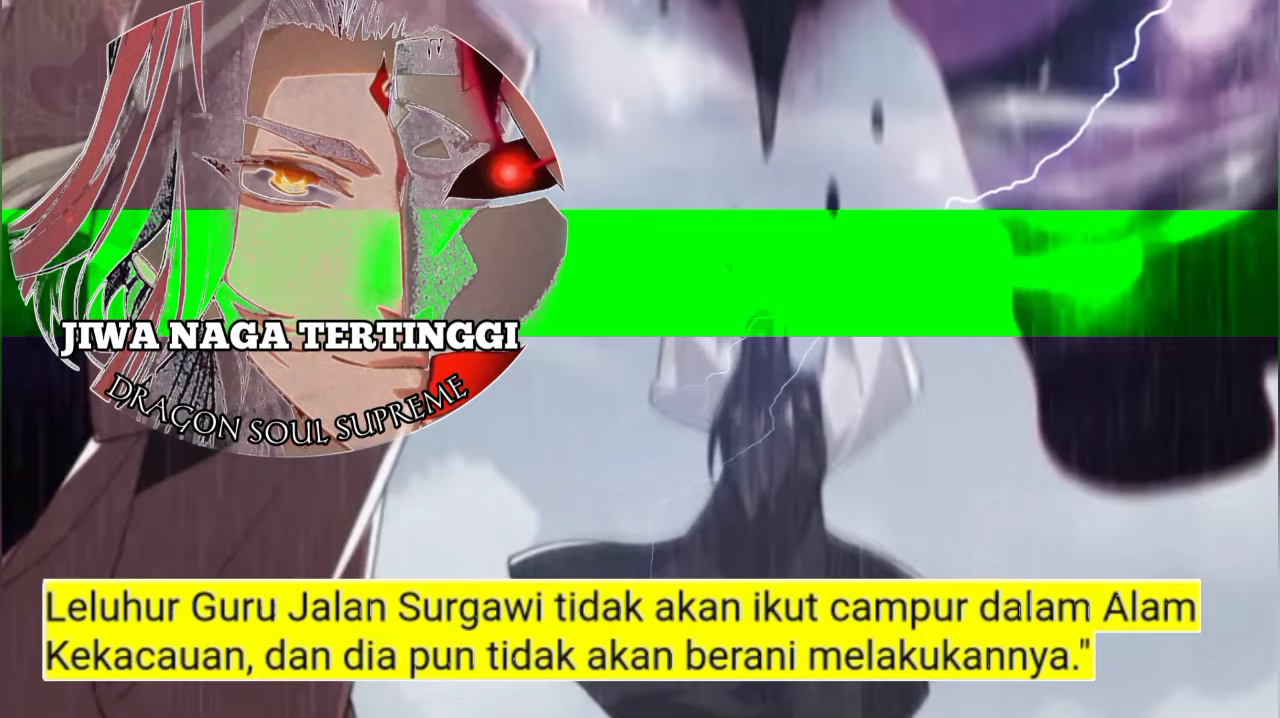 JIWA NAGA TERTINGGI
DRAGON SOUL SUPREME
Leluhur Guru Jalan Surgawi tidak akan ikut campur dalam Alam
Kekacauan, dan dia pun tidak akan berani melakukannya."